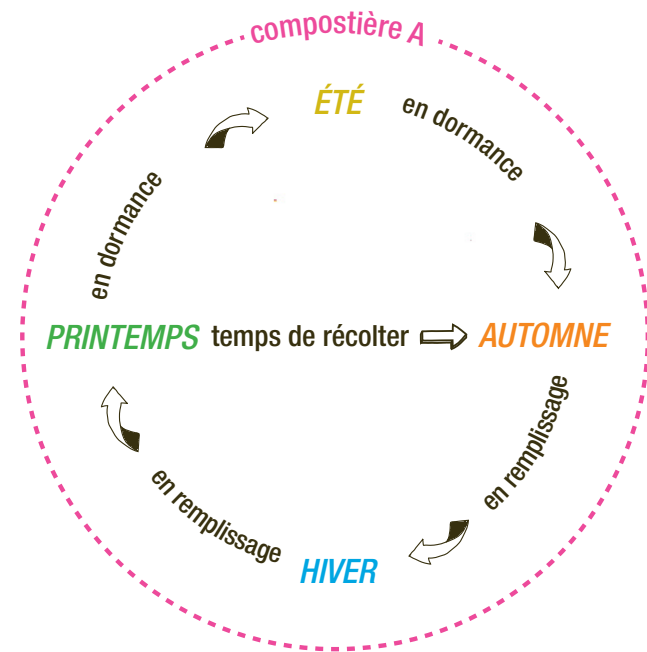 compostière A
ÉTÉ
en dormance
en dormance
PRINTEMPS temps de récolter AUTOMNE
en remplissage
en remplissage
HIVER